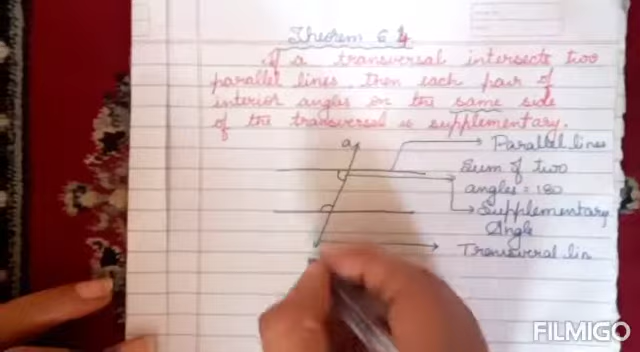 Theorem 6.4
If a transversal intersects two
parallel lines then each pair of
interior angles on the same side
of the transversal is supplementary.
a
Parallel lines
Sum of two
angles = 180
Supplementary
Angle
Transversal lin
FILMIGO